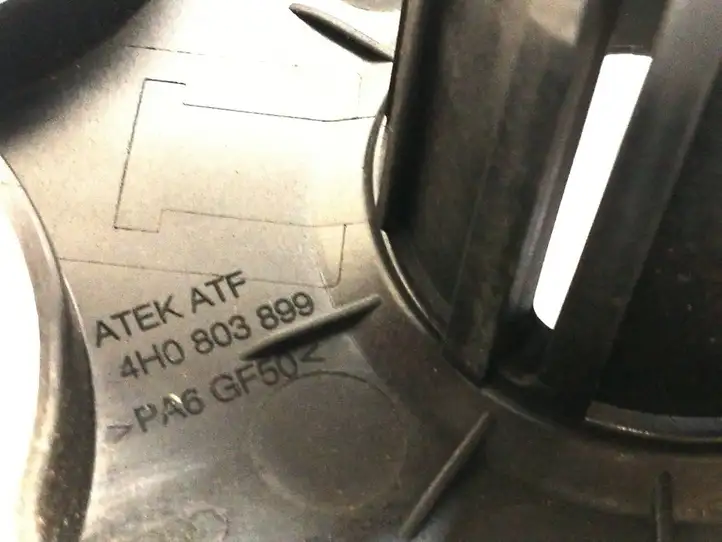 ATEK ATF
4H0 803 899
>PA6 GF50<